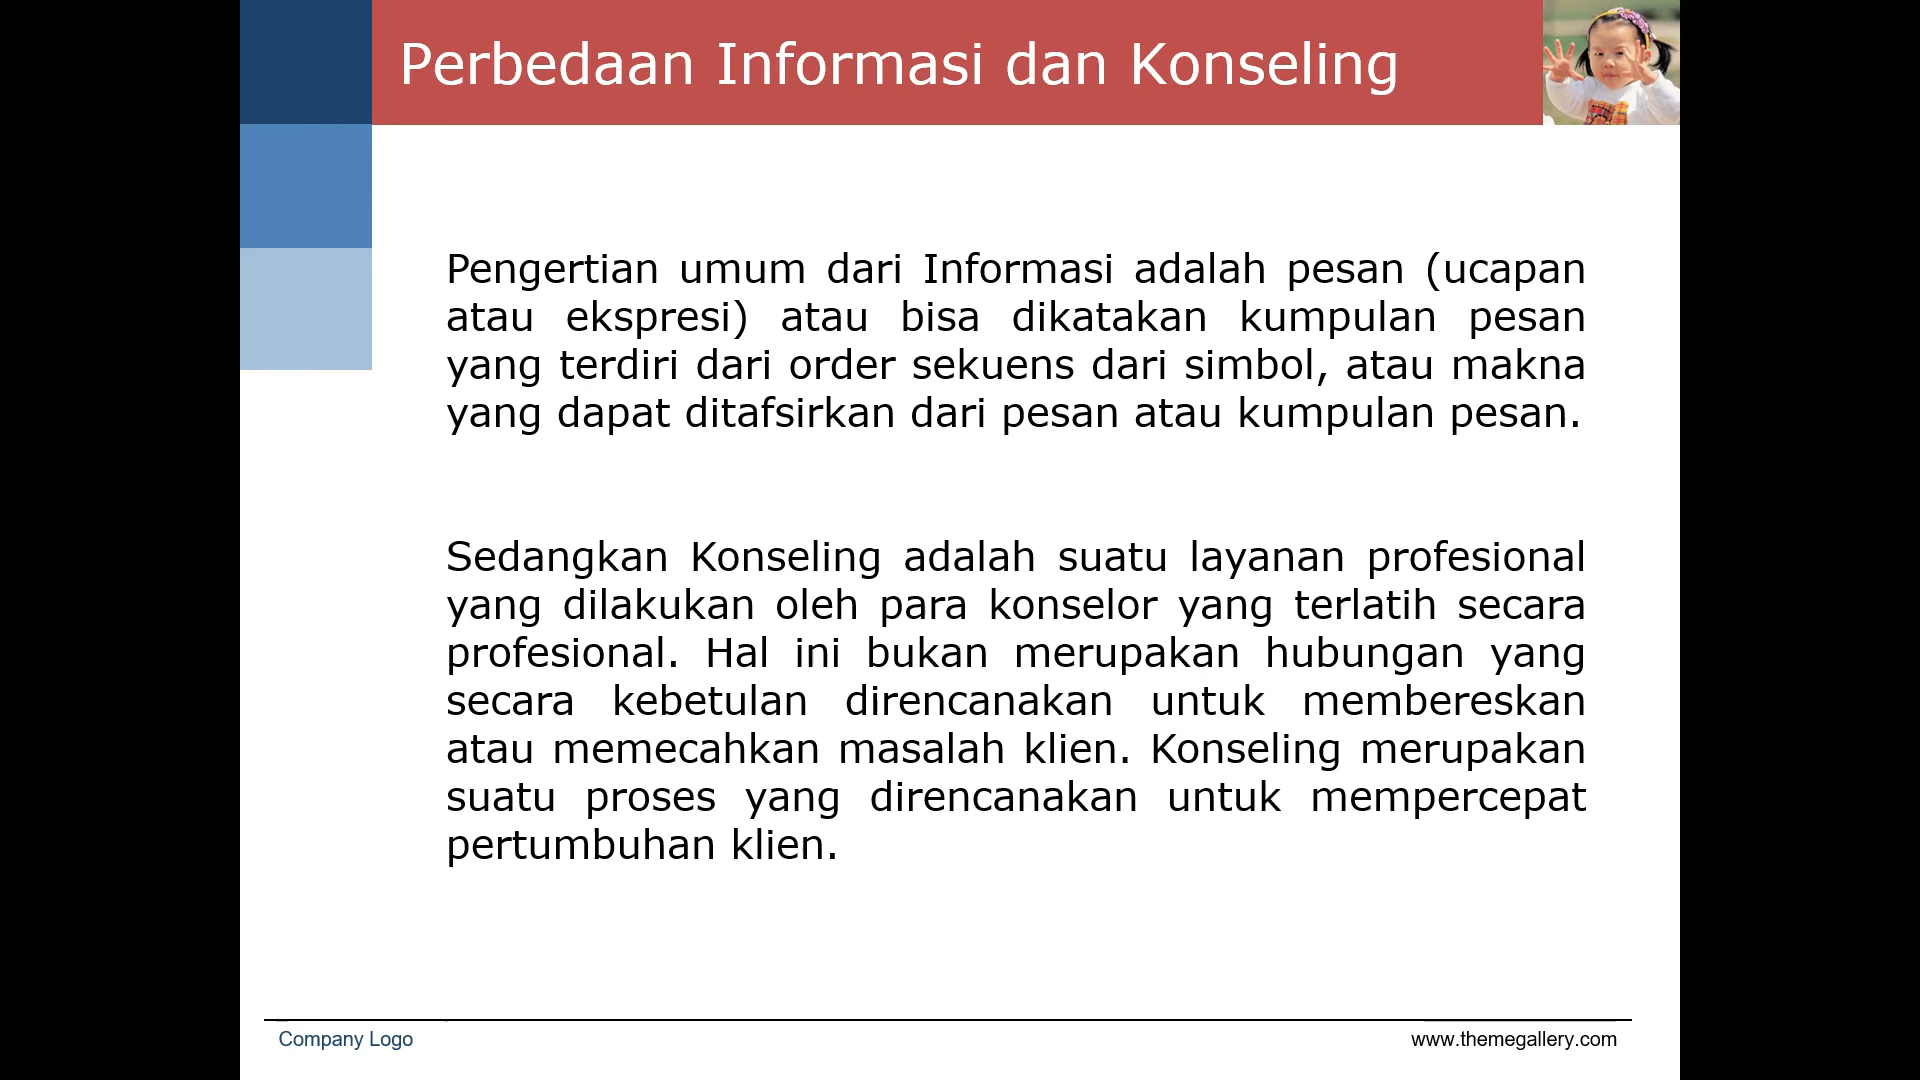 Perbedaan Informasi dan Konseling
Pengertian umum dari Informasi adalah pesan (ucapan
atau ekspresi) atau bisa dikatakan kumpulan pesan
yang terdiri dari order sekuens dari simbol, atau makna
yang dapat ditafsirkan dari pesan atau kumpulan pesan.
Sedangkan Konseling adalah suatu layanan profesional
yang dilakukan oleh para konselor yang terlatih secara
profesional. Hal ini bukan merupakan hubungan yang
secara kebetulan direncanakan untuk membereskan
atau memecahkan masalah klien. Konseling merupakan
suatu proses yang direncanakan untuk mempercepat
pertumbuhan klien.
Company Logo
www.themegallery.com